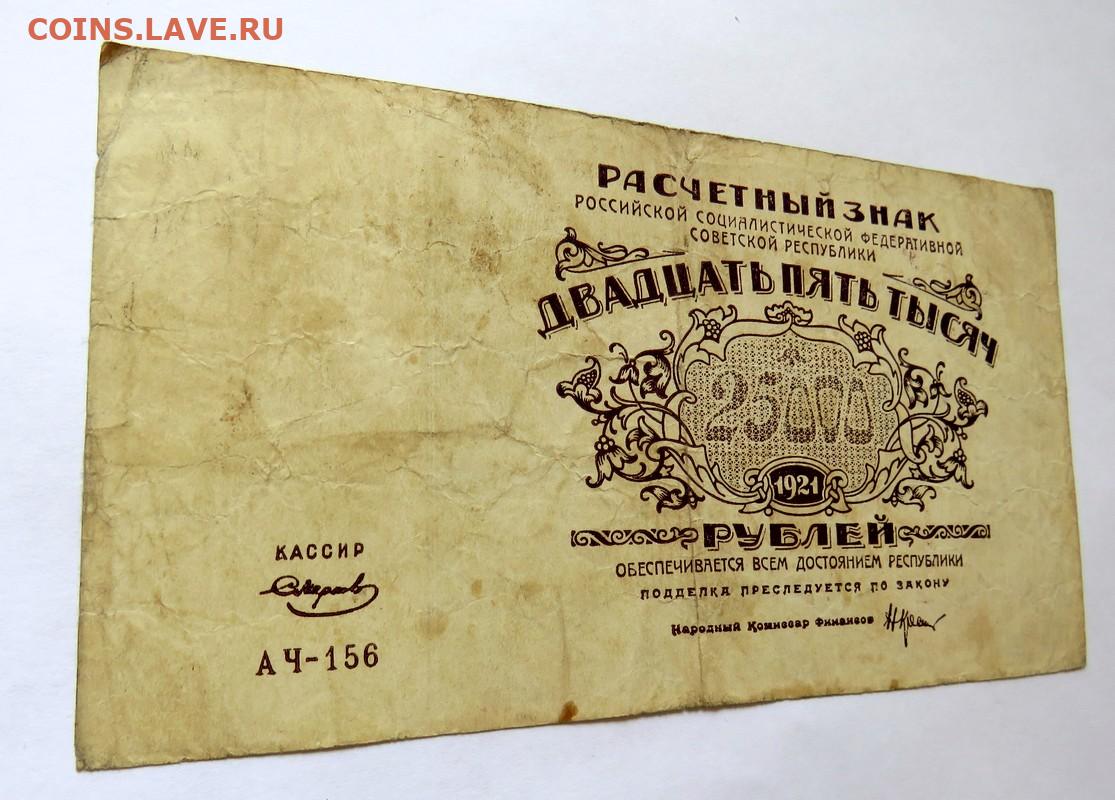 COINS.LAVE.RU
РАСЧЕТНЫЙ ЗНАК
РОССИЙСКОЙ СОЦИАЛИСТИЧЕСКОЙ ФЕДЕРАТИВНОЙ
СОВЕТСКОЙ РЕСПУБЛИКИ
ДВАДЦАТЬ ПЯТЬ ТЫСЯЧ
25000
1921
РУБЛЕЙ
ОБЕСПЕЧИВАЕТСЯ ВСЕМ ДОСТОЯНИЕМ РЕСПУБЛИКИ
ПОДДЕЛКА ПРЕСЛЕДУЕТСЯ ПО ЗАКОНУ
Народный Комиссар Финансов
КАССИР
АЧ-156